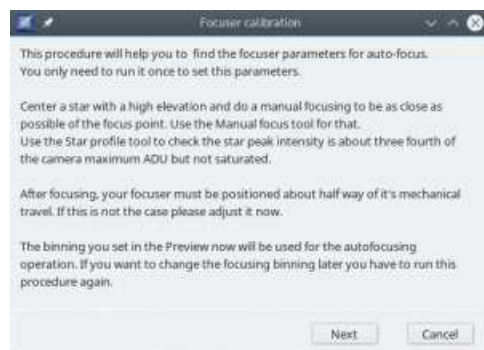 Focuser calibration
This procedure will help you to find the focuser parameters for auto-focus.
You only need to run it once to set this parameters.
Center a star with a high elevation and do a manual focusing to be as close as
possible of the focus point. Use the Manual focus tool for that.
Use the Star profile tool to check the star peak intensity is about three fourth of
the camera maximum ADU but not saturated.
After focusing, your focuser must be positioned about half way of it's mechanical
travel. If this is not the case please adjust it now.
The binning you set in the Preview now will be used for the autofocusing
operation. If you want to change the focusing binning later you have to run this
procedure again.
Next Cancel